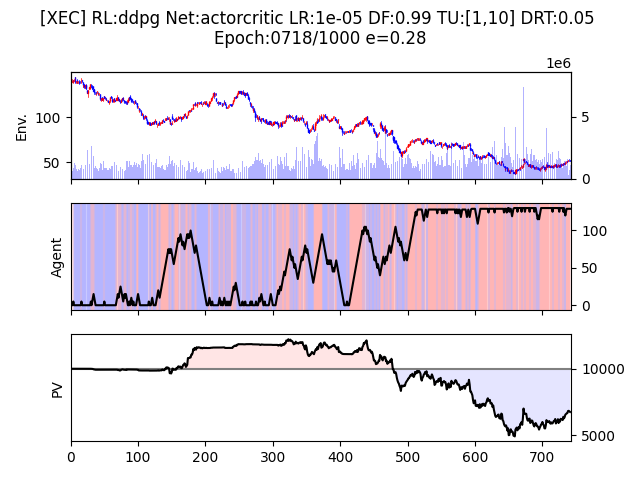 [XEC] RL:ddpg Net:actorcritic LR:1e-05 DF:0.99 TU:[1,10] DRT:0.05
Epoch:0718/1000 e=0.28
1e6
Env.
100
50
5
0
Agent
100
50
0
PV
10000
5000
0 100 200 300 400 500 600 700